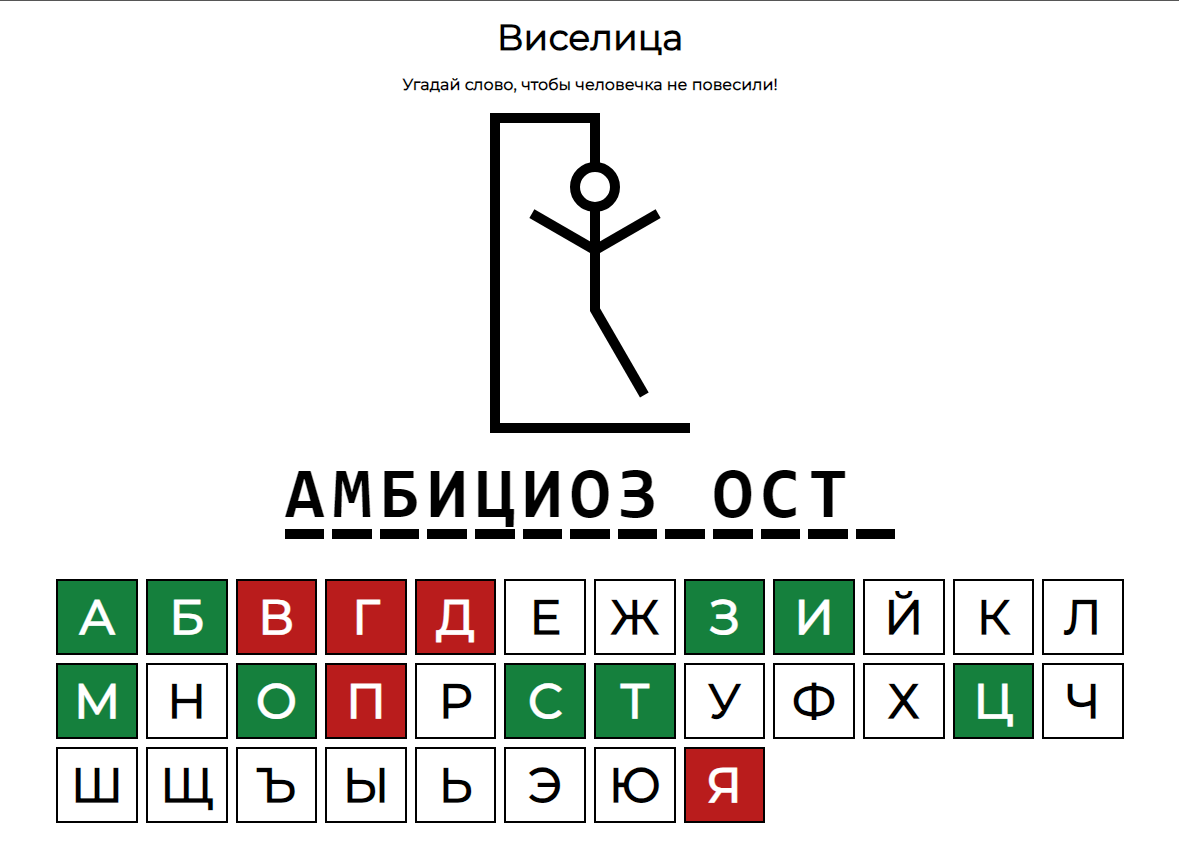 Виселица
Угадай слово, чтобы человечка не повесили!
АМБИЦИОЗ_ОСТ_
А Б В Г Д Е Ж З И Й К Л
М Н О П Р С Т У Ф Х Ц Ч
Ш Щ Ъ Ы Ь Э Ю Я